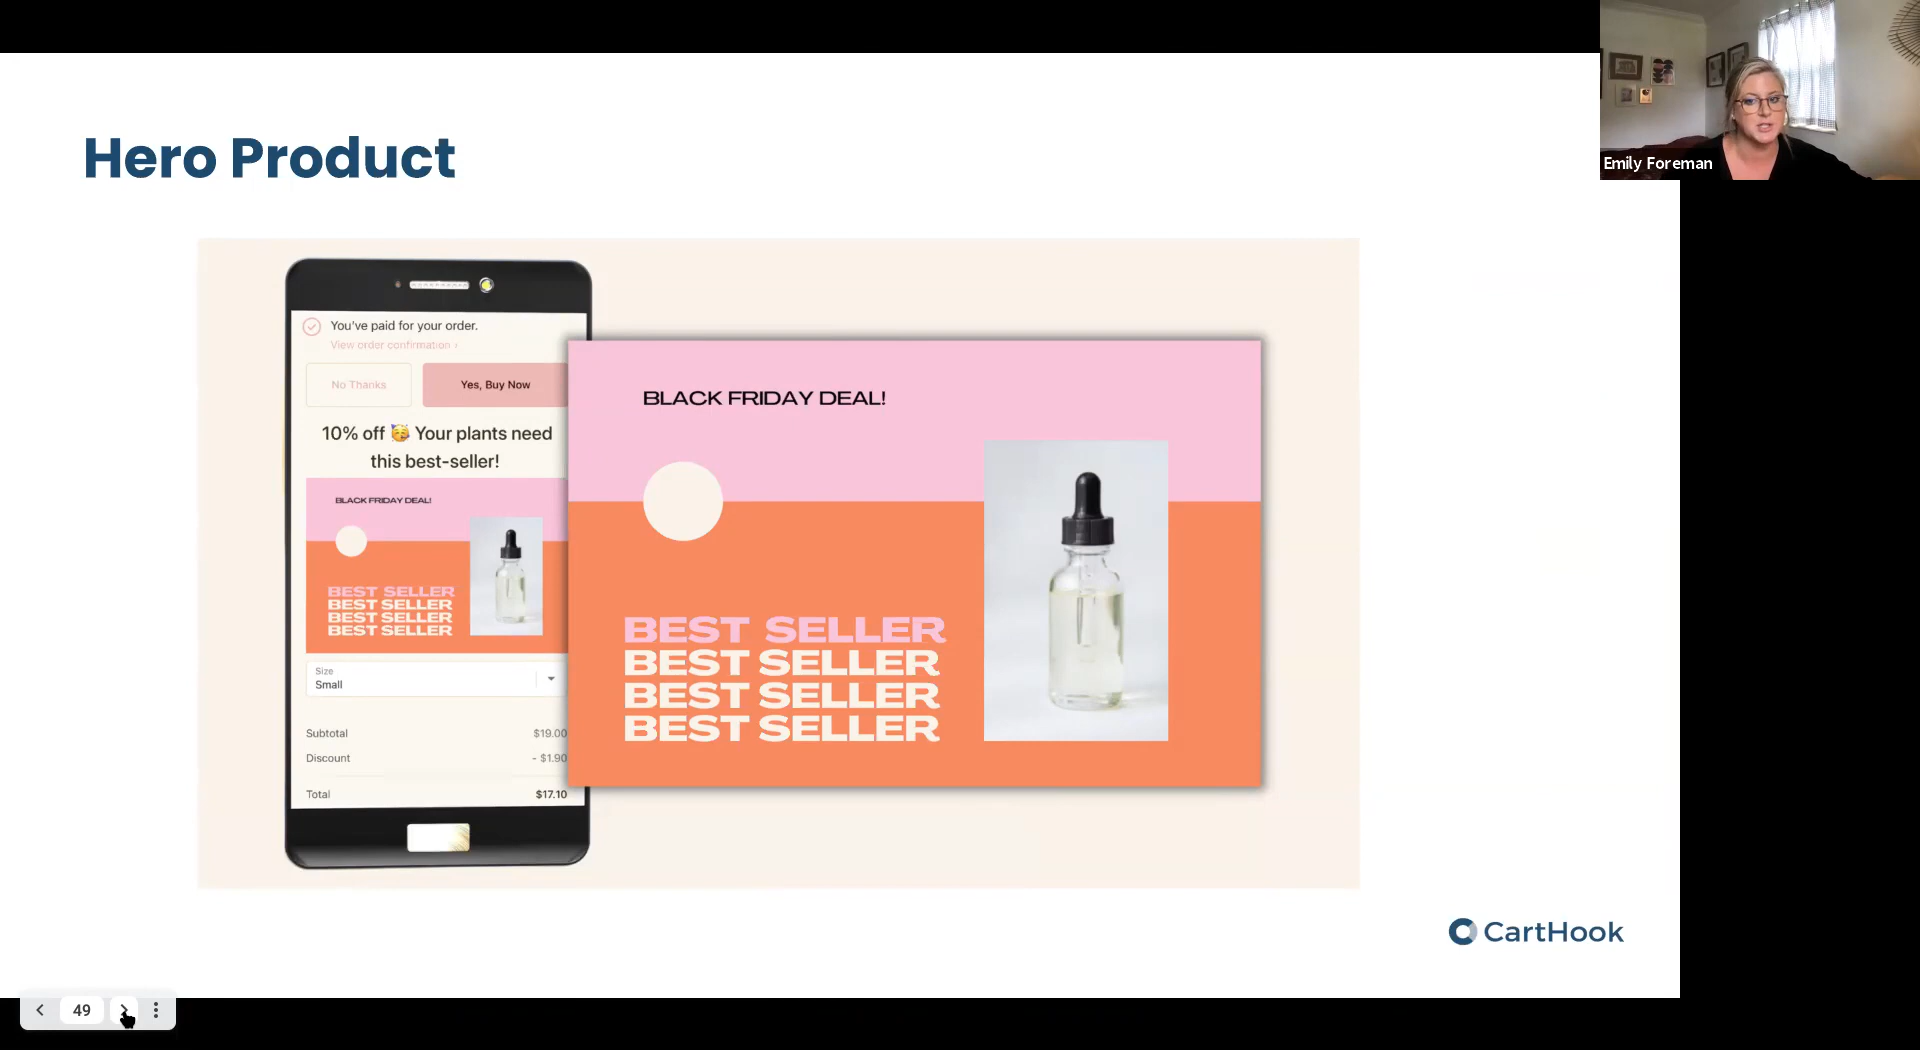 Hero Product
Emily Foreman
You've paid for your order.
View order confirmation ›
No Thanks
Yes, Buy Now
10% off 🥳 Your plants need
this best-seller!
BLACK FRIDAY DEAL!
BEST SELLER
BEST SELLER
BEST SELLER
BEST SELLER
Size
Small
Subtotal $19.00
Discount - $1.90
Total $17.10
BLACK FRIDAY DEAL!
BEST SELLER
BEST SELLER
BEST SELLER
BEST SELLER
CartHook
49